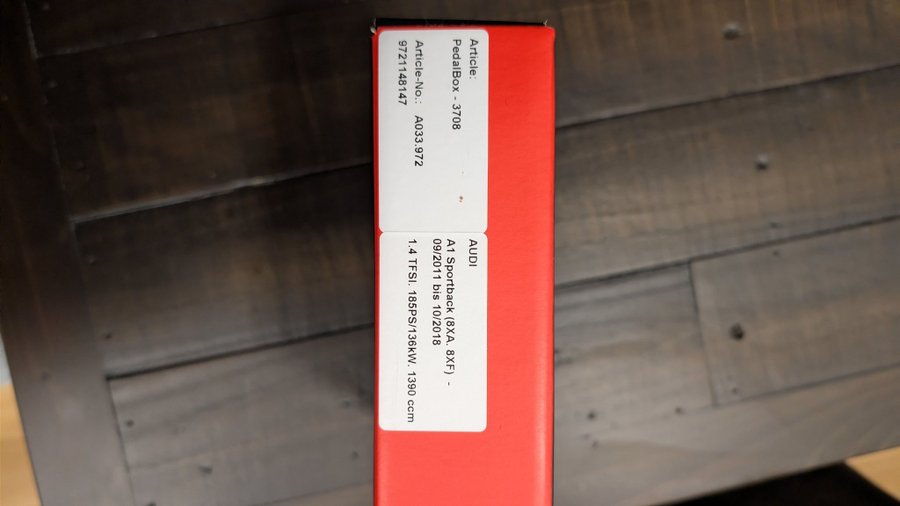 Article:
PedalBox - 3708
Article-No.: A033.972
9721148147
AUDI
A1 Sportback (8XA, 8XF) -
09/2011 bis 10/2018
1.4 TFSI, 185PS/136kW, 1390 ccm